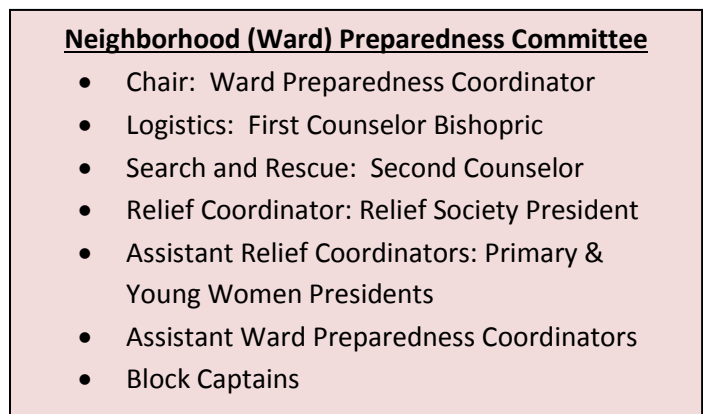 Neighborhood (Ward) Preparedness Committee
• Chair:  Ward Preparedness Coordinator
• Logistics:  First Counselor Bishopric
• Search and Rescue:  Second Counselor
• Relief Coordinator: Relief Society President
• Assistant Relief Coordinators: Primary &
Young Women Presidents
• Assistant Ward Preparedness Coordinators
• Block Captains